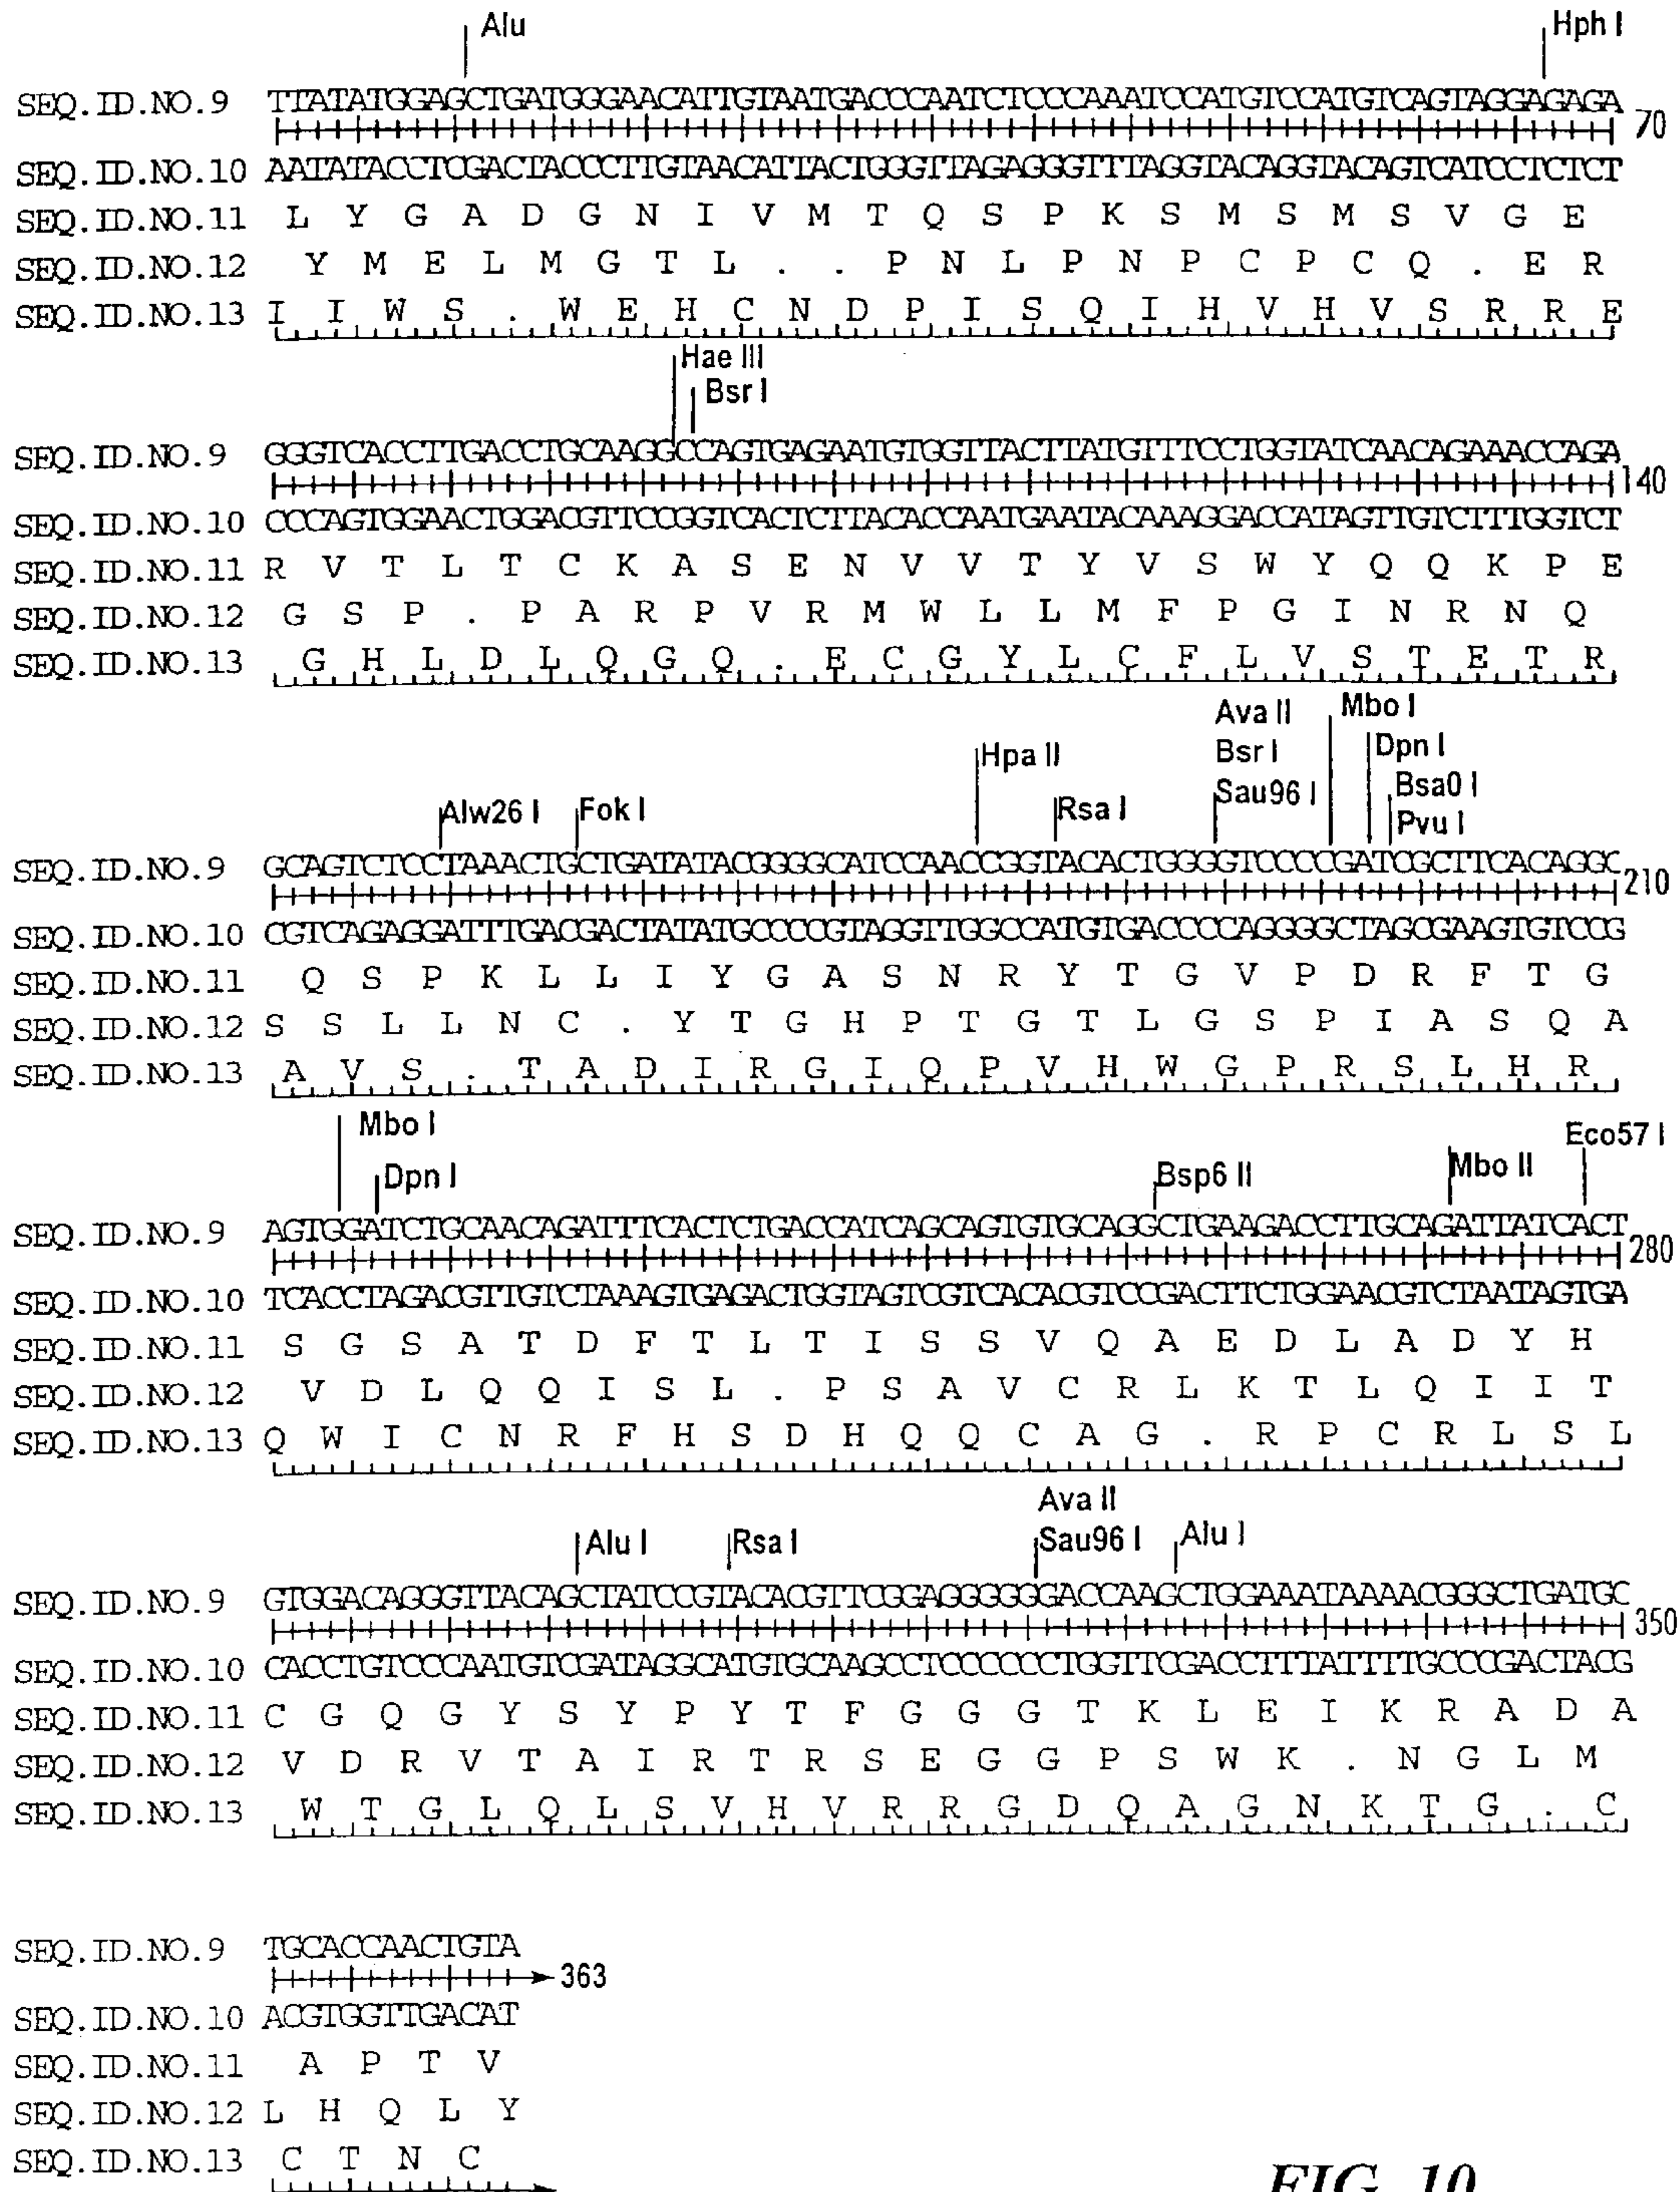 Alu Hph I
SEQ.ID.NO.9 TTATATGGAGCTGATGGGAACATTGTAATGACCCAATCTCCCAAATCCATGTCCATGTCAGTAGGAGAGA
70
SEQ.ID.NO.10 AATATACCTCGACTACCCTTGTAACATTACTGGGTTAGAGGGTTTAGGTACAGGTACAGTCATCCTCTCT
SEQ.ID.NO.11 L Y G A D G N I V M T Q S P K S M S M S V G E
SEQ.ID.NO.12 Y M E L M G T L . . P N L P N P C P C Q . E R
SEQ.ID.NO.13 I I W S . W E H C N D P I S Q I H V H V S R R E
Hae III
Bsr I
SEQ.ID.NO.9 GGGTCACCTTGACCTGCAAGGCCAGTGAGAATGTGGTTACTTATGTTTCCTGGTATCAACAGAAACCAGA
140
SEQ.ID.NO.10 CCCAGTGGAACTGGACGTTCCGGTCACTCTTACACCAATGAATACAAAGGACCATAGTTGTCTTTGGTCT
SEQ.ID.NO.11 R V T L T C K A S E N V V T Y V S W Y Q Q K P E
SEQ.ID.NO.12 G S P . P A R P V R M W L L M F P G I N R N Q
SEQ.ID.NO.13 G H L D L Q G Q . E C G Y L C F L V S T E T R
Ava II Mbo I
Hpa II Bsr I Dpn I
Alw26 I Fok I Rsa I Sau96 I Bsa0 I
Pvu I
SEQ.ID.NO.9 GCAGTCTCCTAAACTGCTGATATACGGGGCATCCAACCGGTACACTGGGGTCCCCGATCGCTTCACAGGC
210
SEQ.ID.NO.10 CGTCAGAGGATTTGACGACTATATGCCCCGTAGGTTGGCCATGTGACCCCAGGGGCTAGCGAAGTGTCCG
SEQ.ID.NO.11 Q S P K L L I Y G A S N R Y T G V P D R F T G
SEQ.ID.NO.12 S S L L N C . Y T G H P T G T L G S P I A S Q A
SEQ.ID.NO.13 A V S . T A D I R G I Q P V H W G P R S L H R
Mbo I Eco57 I
Dpn I Bsp6 II Mbo II
SEQ.ID.NO.9 AGTGGATCTGCAACAGATTTCACTCTGACCATCAGCAGTGTGCAGGCTGAAGACCTTGCAGATTATCACT
280
SEQ.ID.NO.10 TCACCTAGACGTTGTCTAAAGTGAGACTGGTAGTCGTCACACGTCCGACTTCTGGAACGTCTAATAGTGA
SEQ.ID.NO.11 S G S A T D F T L T I S S V Q A E D L A D Y H
SEQ.ID.NO.12 V D L Q Q I S L . P S A V C R L K T L Q I I T
SEQ.ID.NO.13 Q W I C N R F H S D H Q Q C A G . R P C R L S L
Ava II
Alu I Rsa I Sau96 I Alu I
SEQ.ID.NO.9 GTGGACAGGGTTACAGCTATCCGTACACGTTCGGAGGGGGGACCAAGCTGGAAATAAAACGGGCTGATGC
350
SEQ.ID.NO.10 CACCTGTCCCAATGTCGATAGGCATGTGCAAGCCTCCCCCCTGGTTCGACCTTTATTTTGCCCGACTACG
SEQ.ID.NO.11 C G Q G Y S Y P Y T F G G G T K L E I K R A D A
SEQ.ID.NO.12 V D R V T A I R T R S E G G P S W K . N G L M
SEQ.ID.NO.13 W T G L Q L S V H V R R G D Q A G N K T G . C
SEQ.ID.NO.9 TGCACCAACTGTA
363
SEQ.ID.NO.10 ACGTGGTTGACAT
SEQ.ID.NO.11 A P T V
SEQ.ID.NO.12 L H Q L Y
SEQ.ID.NO.13 C T N C
FIG. 10